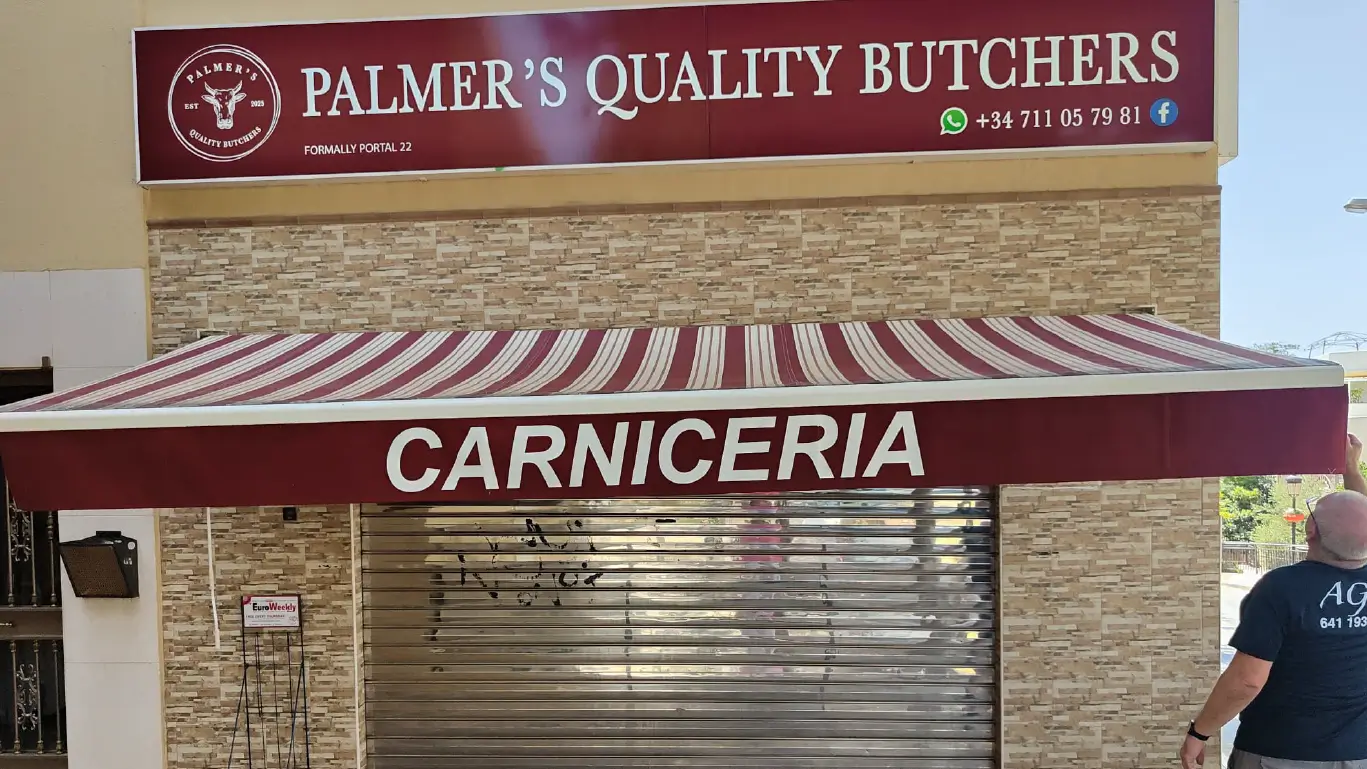 PALMER'S
EST 2025
QUALITY BUTCHERS
PALMER'S QUALITY BUTCHERS
+34 711 05 79 81
FORMALLY PORTAL 22
CARNICERIA
EuroWeekly
AG
641 193